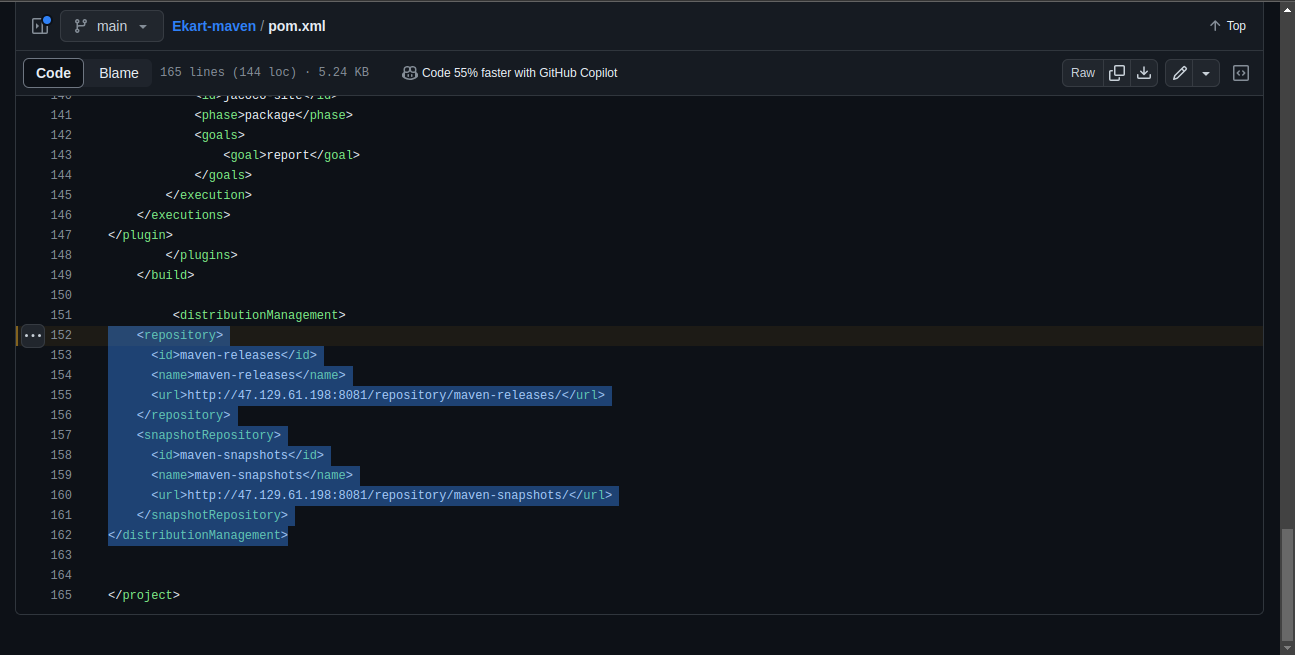 main
Ekart-maven / pom.xml
Top
Code Blame 165 lines (144 loc) · 5.24 KB Code 55% faster with GitHub Copilot Raw
140 <id>jacoco-site</id>
141 <phase>package</phase>
142 <goals>
143 <goal>report</goal>
144 </goals>
145 </execution>
146 </executions>
147 </plugin>
148 </plugins>
149 </build>
150
151 <distributionManagement>
152 <repository>
153 <id>maven-releases</id>
154 <name>maven-releases</name>
155 <url>http://47.129.61.198:8081/repository/maven-releases/</url>
156 </repository>
157 <snapshotRepository>
158 <id>maven-snapshots</id>
159 <name>maven-snapshots</name>
160 <url>http://47.129.61.198:8081/repository/maven-snapshots/</url>
161 </snapshotRepository>
162 </distributionManagement>
163
164
165 </project>